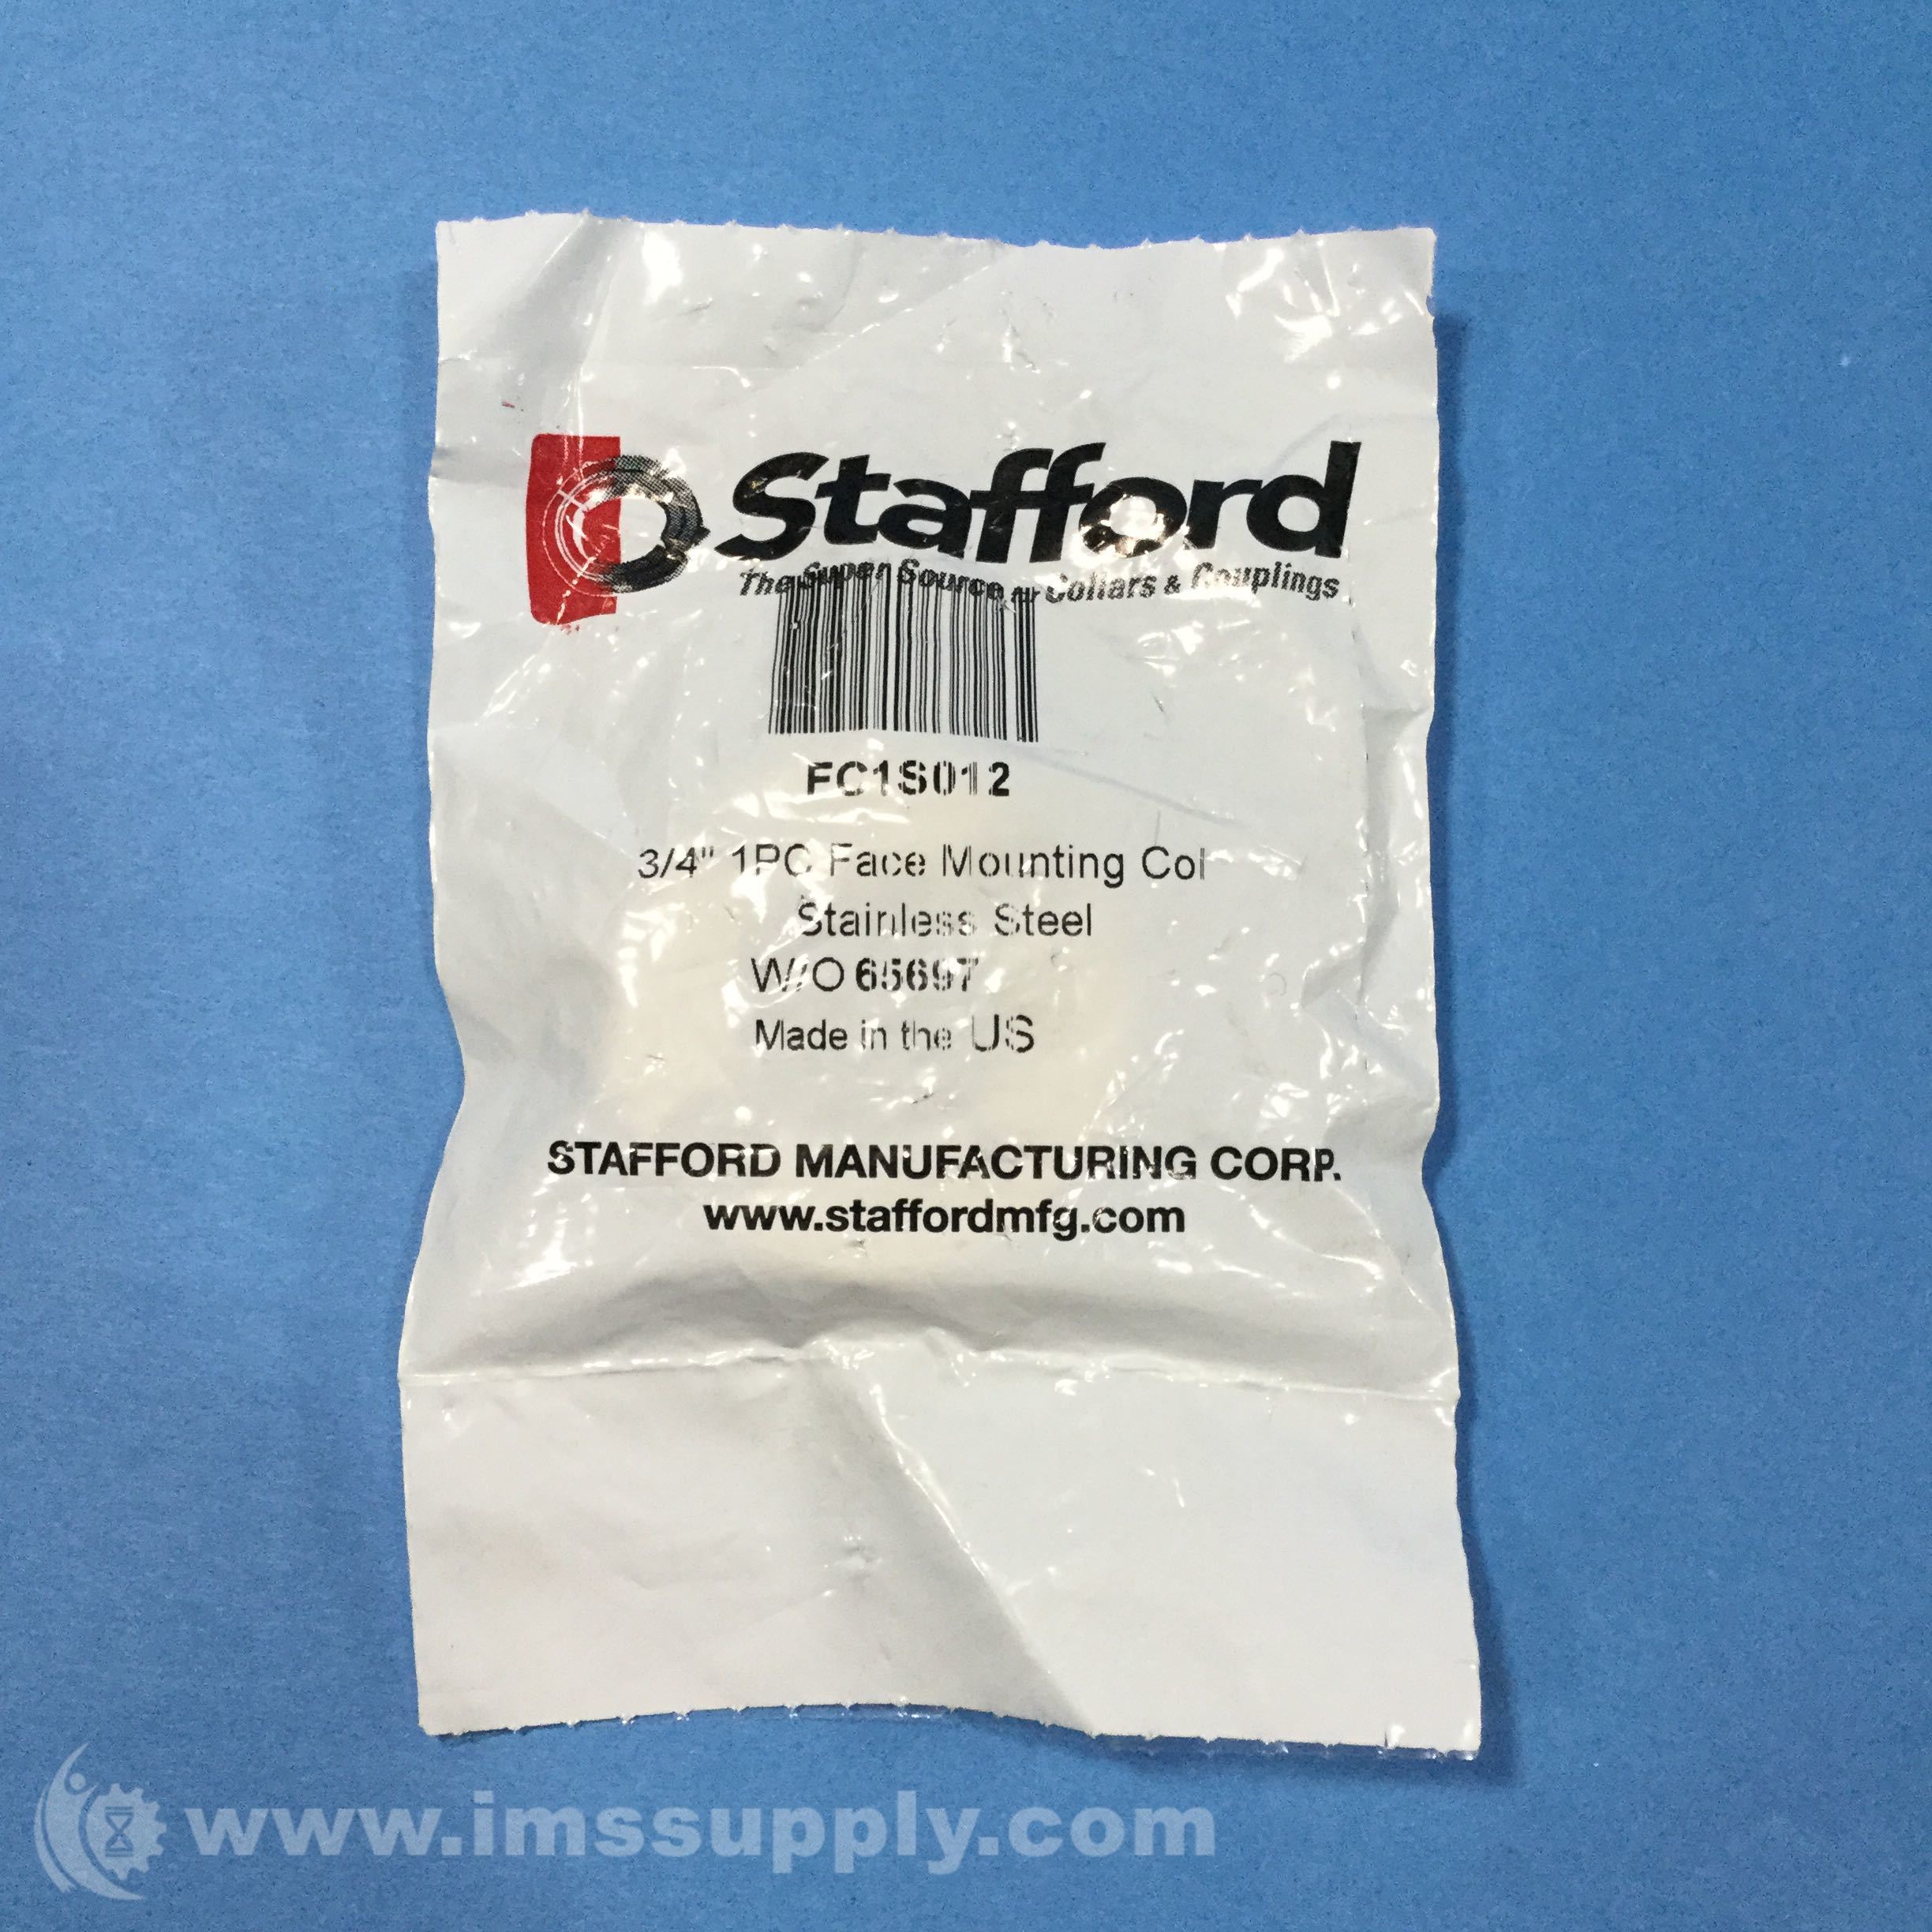 Stafford
The Super Source for Collars & Couplings
FC1S012
3/4" 1PC Face Mounting Col
Stainless Steel
W/O 65697
Made in the US
STAFFORD MANUFACTURING CORP.
www.staffordmfg.com
www.imssupply.com